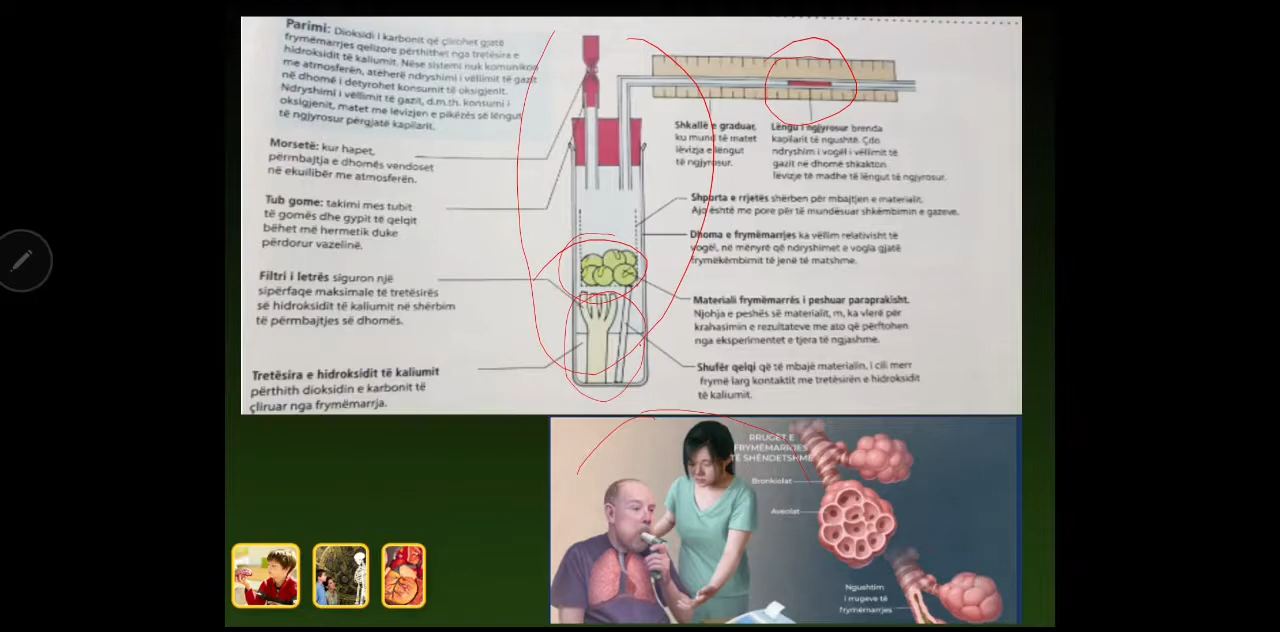 Parimi: Dioksidi i karbonit që çlirohet gjatë
frymëmarrjes qelizore përthithet nga tretësira e
hidroksidit të kaliumit. Nëse sistemi nuk komunikon
me atmosferën, atëherë ndryshimi i vëllimit të gazit
në dhomë i detyrohet konsumit të oksigjenit.
Ndryshimi i vëllimit të gazit, d.m.th. konsumi i
oksigjenit, matet me lëvizjen e pikëzës së lëngut
të ngjyrosur përgjatë kapilarit.
Morsetë: kur hapet,
përmbajtja e dhomës vendoset
në ekuilibër me atmosferën.
Tub gome: takimi mes tubit
të gomës dhe gypit të qelqit
bëhet më hermetik duke
përdorur vazelinë.
Filtri i letrës siguron një
sipërfaqe maksimale të tretësirës
së hidroksidit të kaliumit në shërbim
të përmbajtjes së dhomës.
Tretësira e hidroksidit të kaliumit
përthith dioksidin e karbonit të
çliruar nga frymëmarrja.
Shkallë e graduar,
ku mund të matet
lëvizja e lëngut
të ngjyrosur.
Lëngu i ngjyrosur brenda
kapilarit të ngushtë. Çdo
ndryshim i vogël i vëllimit të
gazit në dhomë shkakton
lëvizje të madhe të lëngut të ngjyrosur.
Shporta e rrjetës shërben për mbajtjen e materialit.
Ajo është me pore për të mundësuar shkëmbimin e gazeve.
Dhoma e frymëmarrjes ka vëllim relativisht të
vogël, në mënyrë që ndryshimet e vogla gjatë
frymëkëmbimit të jenë të matshme.
Materiali frymëmarrës i peshuar paraprakisht.
Njohja e peshës së materialit, m, ka vlerë për
krahasimin e rezultateve me ato që përftohen
nga eksperimentet e tjera të ngjashme.
Shufër qelqi që të mbajë materialin, i cili merr
frymë larg kontaktit me tretësirën e hidroksidit
të kaliumit.
RRUGËT E
FRYMËMARRJES
TË SHËNDETSHME
Bronkiolat
Aveolat
Ngushtim
i rrugeve të
frymëmarrjes